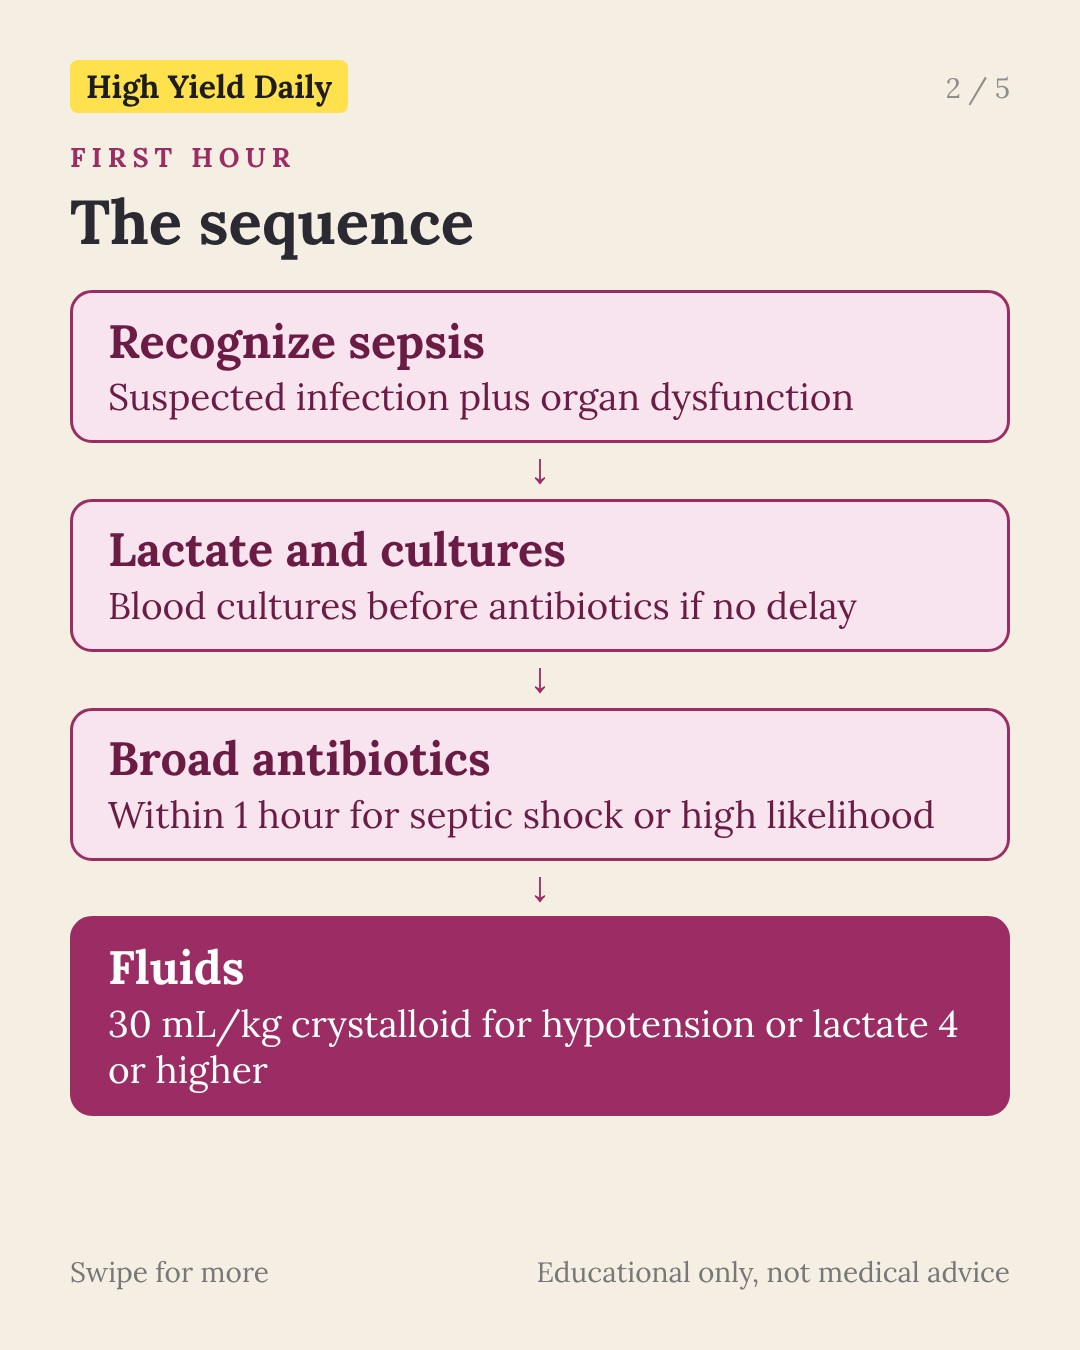 High Yield Daily
2 / 5
FIRST HOUR
The sequence
Recognize sepsis
Suspected infection plus organ dysfunction
↓
Lactate and cultures
Blood cultures before antibiotics if no delay
↓
Broad antibiotics
Within 1 hour for septic shock or high likelihood
↓
Fluids
30 mL/kg crystalloid for hypotension or lactate 4
or higher
Swipe for more
Educational only, not medical advice